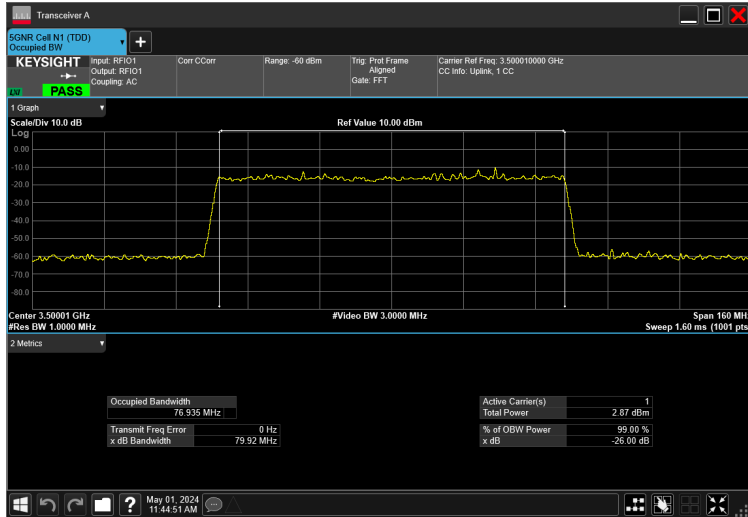 Transceiver A
5GNR Cell N1 (TDD)
Occupied BW
KEYSIGHT
LXI
PASS
Input: RFIO1
Output: RFIO1
Coupling: AC
Corr CCorr
Range: -60 dBm
Trig: Prot Frame
Aligned
Gate: FFT
Carrier Ref Freq: 3.500010000 GHz
CC Info: Uplink, 1 CC
1 Graph
Scale/Div 10.0 dB
Ref Value 10.00 dBm
Log
0.00
-10.0
-20.0
-30.0
-40.0
-50.0
-60.0
-70.0
-80.0
Center 3.50001 GHz
#Video BW 3.0000 MHz
Span 160 MH
#Res BW 1.0000 MHz
Sweep 1.60 ms (1001 pts
2 Metrics
Occupied Bandwidth
76.935 MHz
Transmit Freq Error 0 Hz
x dB Bandwidth 79.92 MHz
Active Carrier(s) 1
Total Power 2.87 dBm
% of OBW Power 99.00 %
x dB -26.00 dB
?
May 01, 2024
11:44:51 AM